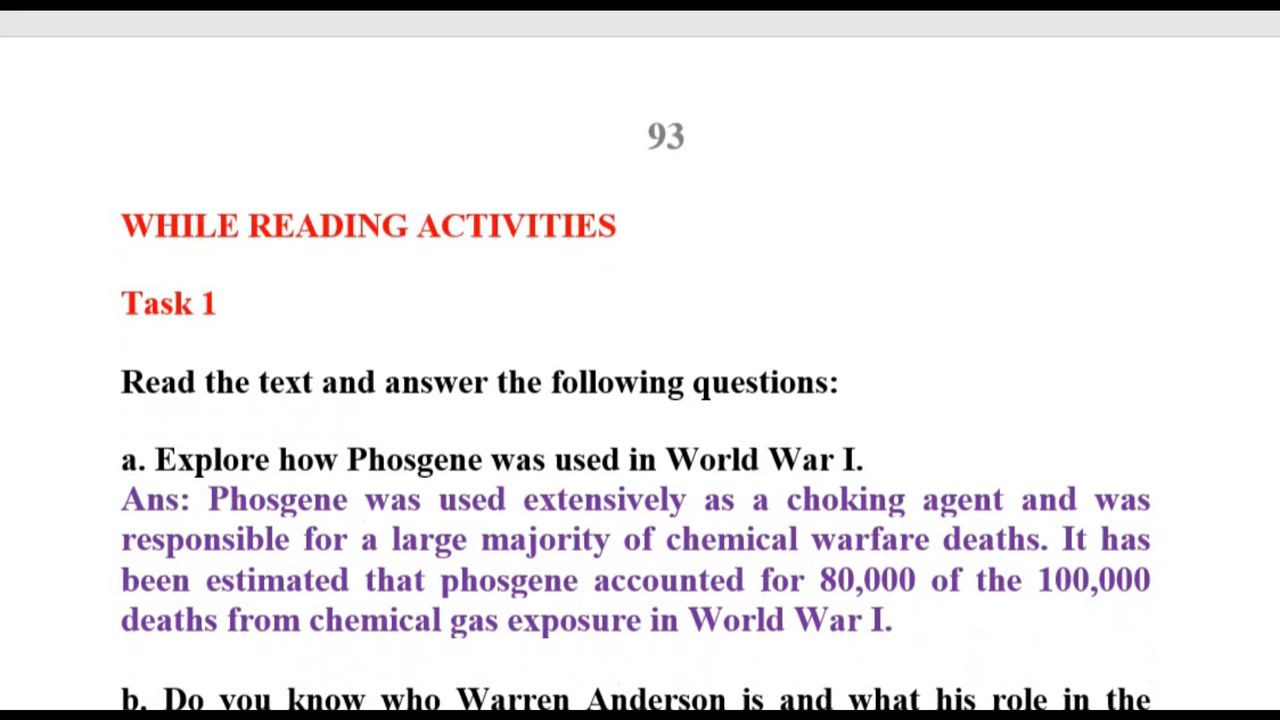 93
WHILE READING ACTIVITIES
Task 1
Read the text and answer the following questions:
a. Explore how Phosgene was used in World War I.
Ans: Phosgene was used extensively as a choking agent and was
responsible for a large majority of chemical warfare deaths. It has
been estimated that phosgene accounted for 80,000 of the 100,000
deaths from chemical gas exposure in World War I.
b. Do you know who Warren Anderson is and what his role in the